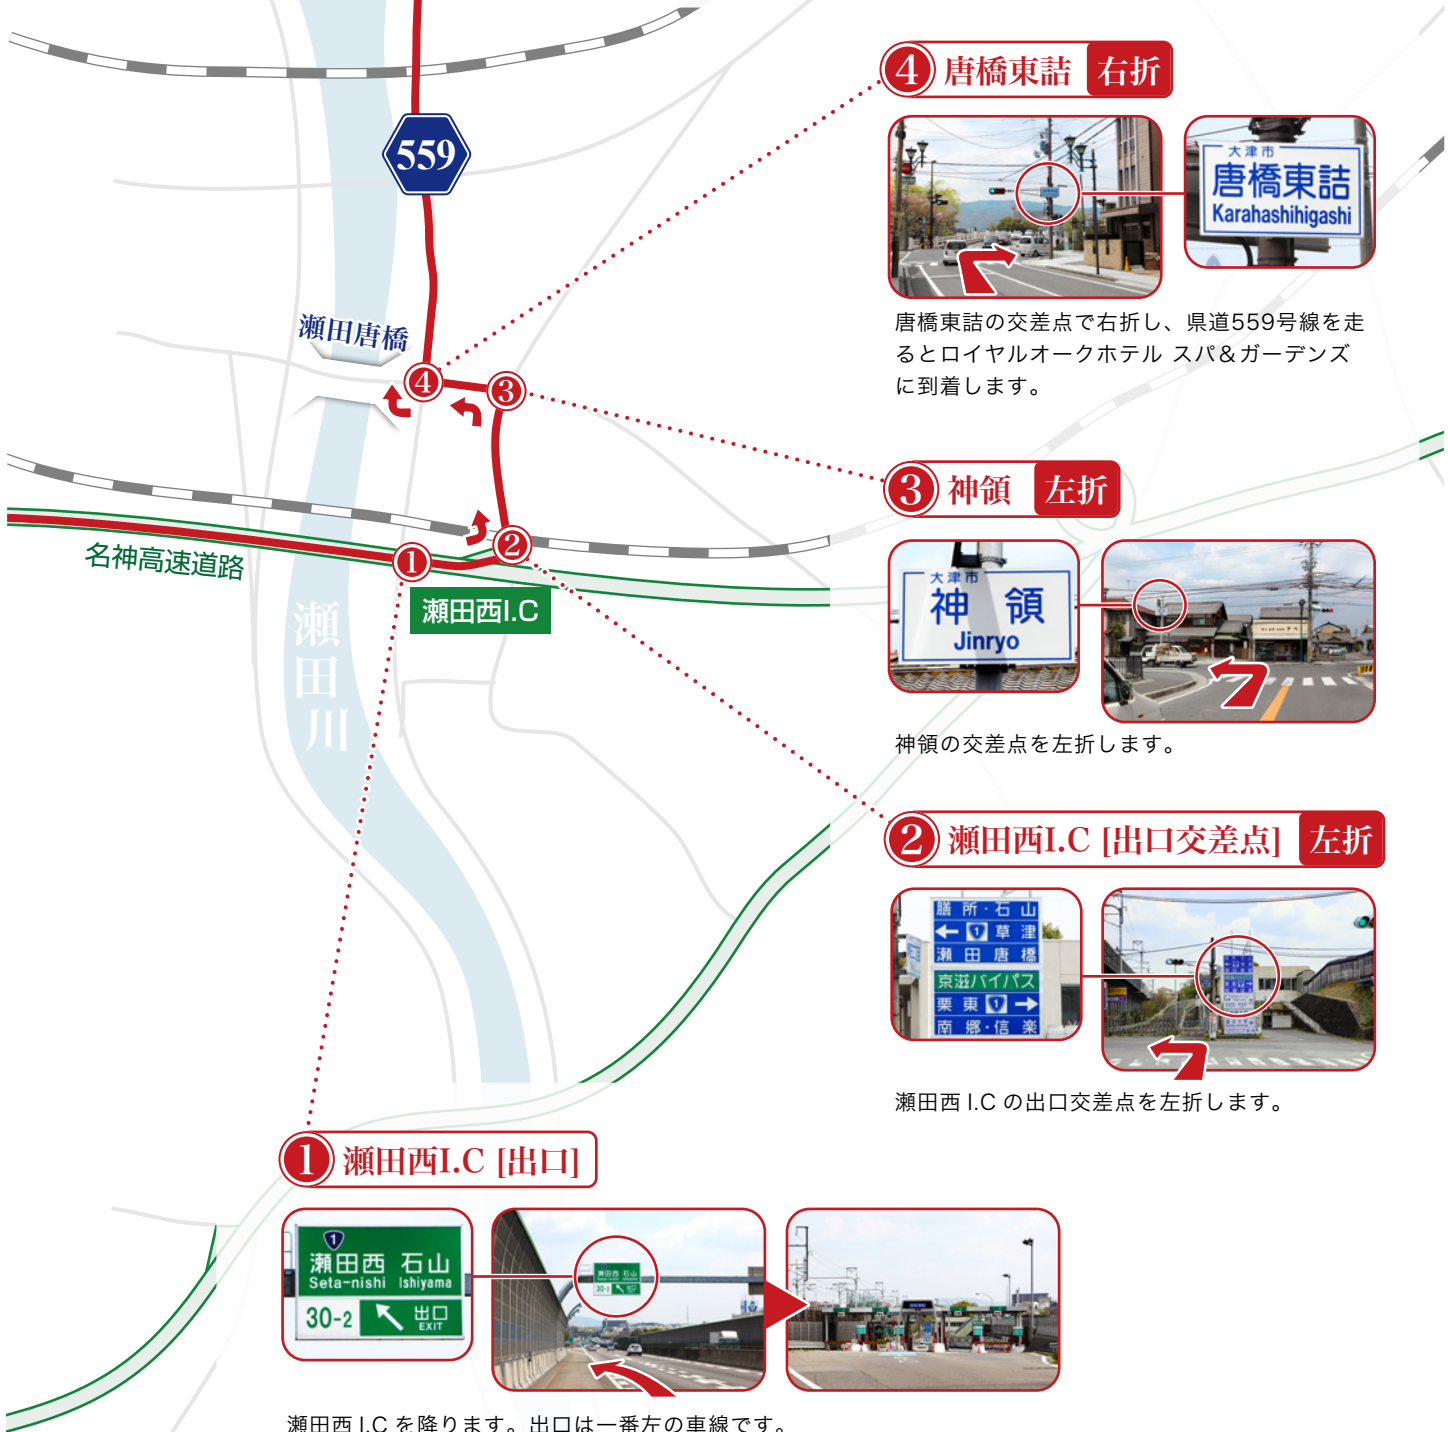 559
瀬田唐橋
4
3
2
1
名神高速道路
瀬田西I.C
瀬田川
4 唐橋東詰 右折
大津市
唐橋東詰
Karahashihigashi
唐橋東詰の交差点で右折し、県道559号線を走
るとロイヤルオークホテル スパ&ガーデンズ
に到着します。
3 神領 左折
大津市
神 領
Jinryo
神領の交差点を左折します。
2 瀬田西I.C [出口交差点] 左折
膳所・石山
← 1 草津
瀬田唐橋
京滋バイパス
栗東 1 →
南郷・信楽
瀬田西 I.C の出口交差点を左折します。
1 瀬田西I.C [出口]
1
瀬田西 石山
Seta-nishi Ishiyama
30-2 出口
EXIT
瀬田西 石山
30-2
瀬田西 I.C を降ります。出口は一番左の車線です。